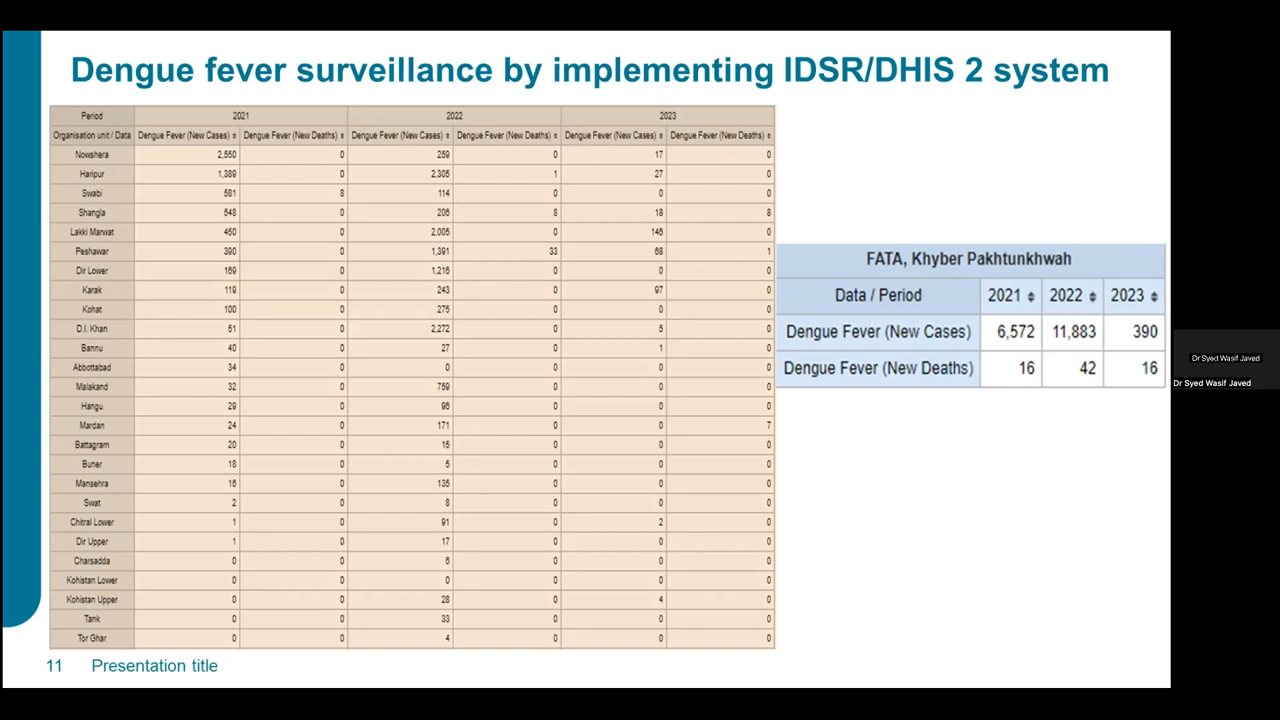 Dengue fever surveillance by implementing IDSR/DHIS 2 system
Period 2021 2022 2023
Organisation unit / Data Dengue Fever (New Cases) Dengue Fever (New Deaths) Dengue Fever (New Cases) Dengue Fever (New Deaths) Dengue Fever (New Cases) Dengue Fever (New Deaths)
Nowshera 2,550 0 259 0 17 0
Haripur 1,389 0 2,305 1 27 0
Swabi 581 8 114 0 0 0
Shangla 548 0 206 8 18 8
Lakki Marwat 450 0 2,005 0 146 0
Peshawar 390 0 1,391 33 68 1
Dir Lower 169 0 1,216 0 0 0
Karak 119 0 243 0 97 0
Kohat 100 0 275 0 0 0
D.I. Khan 51 0 2,272 0 5 0
Bannu 40 0 27 0 1 0
Abbottabad 34 0 0 0 0 0
Malakand 32 0 759 0 0 0
Hangu 29 0 96 0 0 0
Mardan 24 0 171 0 0 7
Battagram 20 0 15 0 0 0
Buner 18 0 5 0 0 0
Mansehra 16 0 135 0 0 0
Swat 2 0 8 0 0 0
Chitral Lower 1 0 91 0 2 0
Dir Upper 1 0 17 0 0 0
Charsadda 0 0 6 0 0 0
Kohistan Lower 0 0 0 0 0 0
Kohistan Upper 0 0 28 0 4 0
Tank 0 0 33 0 0 0
Tor Ghar 0 0 4 0 0 0
FATA, Khyber Pakhtunkhwah
Data / Period 2021 2022 2023
Dengue Fever (New Cases) 6,572 11,883 390
Dengue Fever (New Deaths) 16 42 16
Dr Syed Wasif Javed
Dr Syed Wasif Javed
11 Presentation title